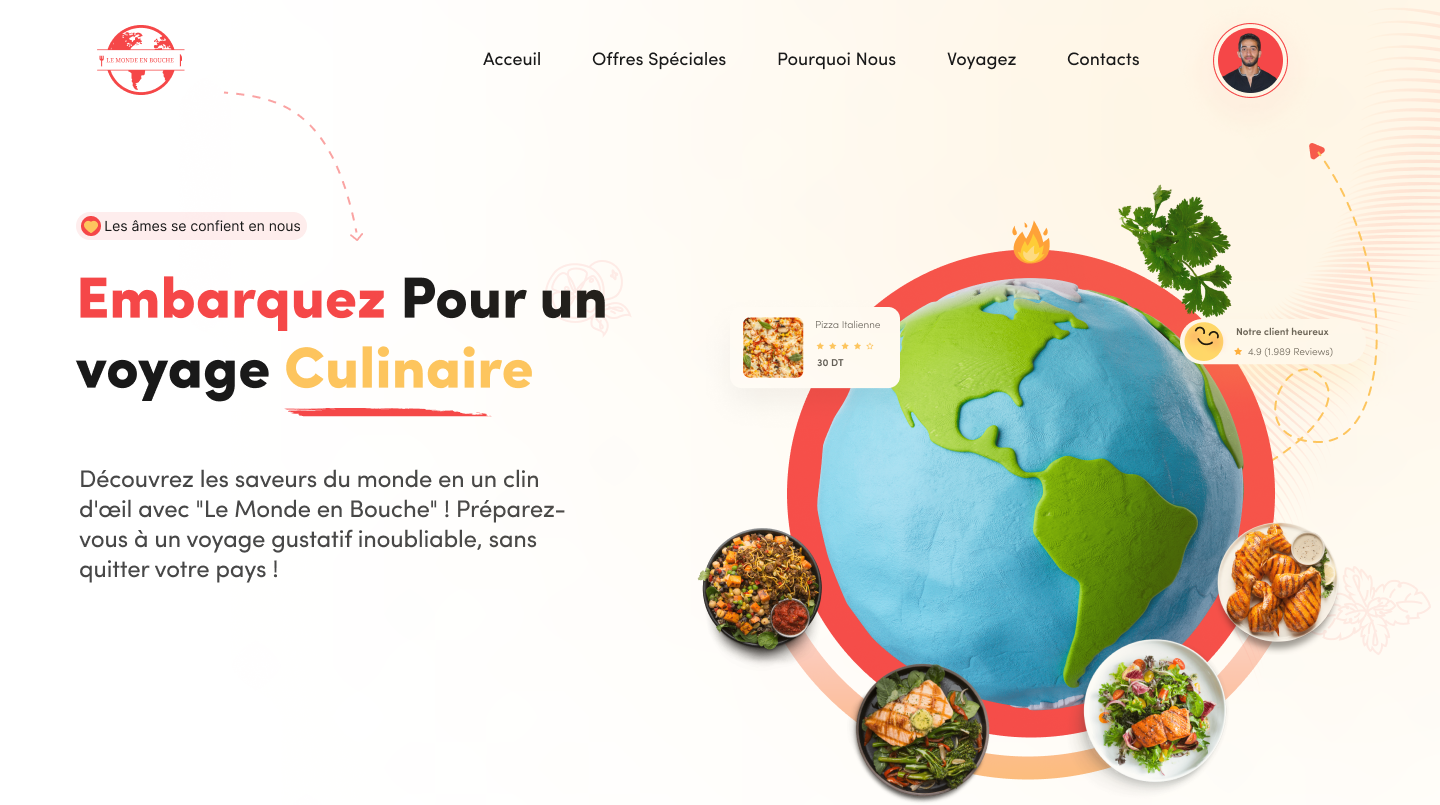 LE MONDE EN BOUCHE
Acceuil
Offres Spéciales
Pourquoi Nous
Voyagez
Contacts
Les âmes se confient en nous
Embarquez Pour un
voyage Culinaire
Découvrez les saveurs du monde en un clin
d'œil avec "Le Monde en Bouche" ! Préparez-
vous à un voyage gustatif inoubliable, sans
quitter votre pays !
Pizza Italienne
30 DT
Notre client heureux
4.9 (1.989 Reviews)